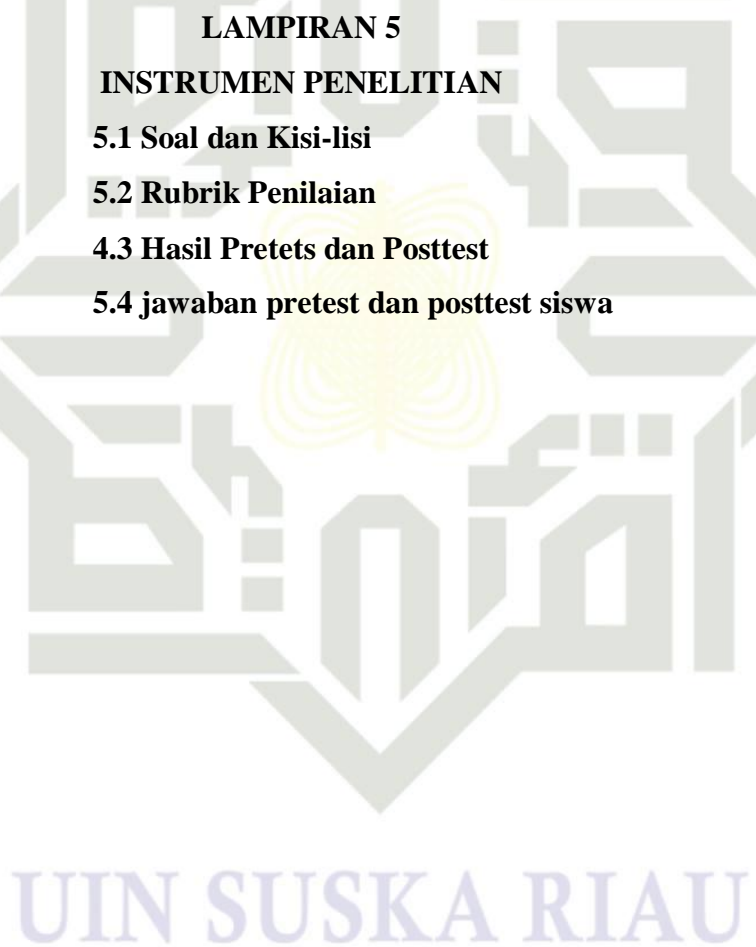 LAMPIRAN 5
INSTRUMEN PENELITIAN
5.1 Soal dan Kisi-lisi
5.2 Rubrik Penilaian
4.3 Hasil Pretets dan Posttest
5.4 jawaban pretest dan posttest siswa
UIN SUSKA RIAU